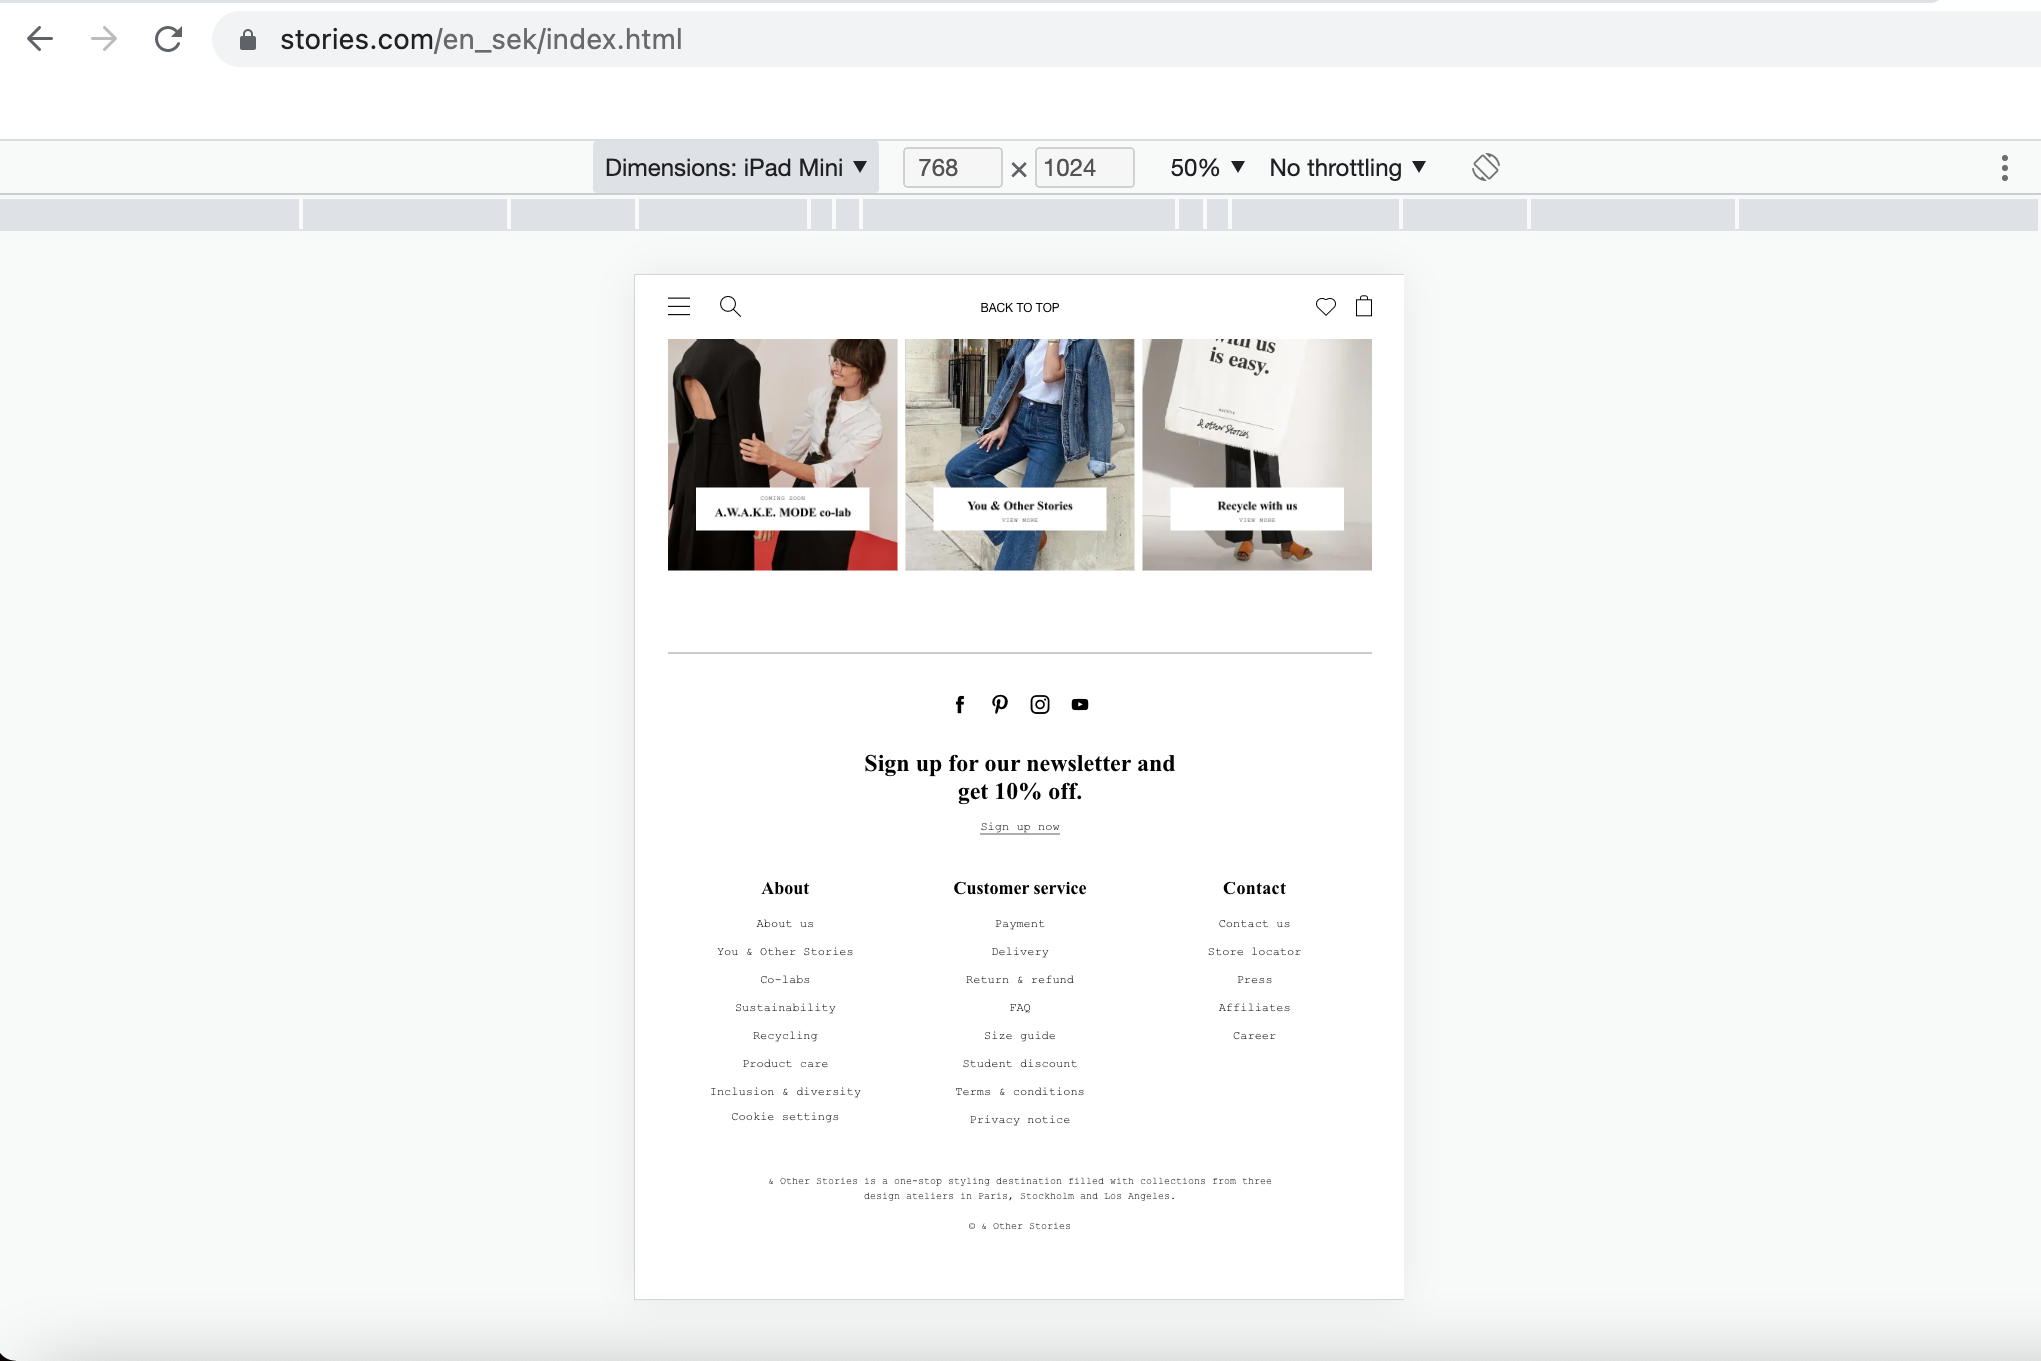 stories.com/en_sek/index.html
Dimensions: iPad Mini ▼ 768 × 1024 50% ▼ No throttling ▼
BACK TO TOP
with us
is easy.
& other Stories
COMING SOON
A.W.A.K.E. MODE co-lab
You & Other Stories
VIEW MORE
Recycle with us
VIEW MORE
Sign up for our newsletter and
get 10% off.
Sign up now
About
About us
You & Other Stories
Co-labs
Sustainability
Recycling
Product care
Inclusion & diversity
Cookie settings
Customer service
Payment
Delivery
Return & refund
FAQ
Size guide
Student discount
Terms & conditions
Privacy notice
Contact
Contact us
Store locator
Press
Affiliates
Career
& Other Stories is a one-stop styling destination filled with collections from three
design ateliers in Paris, Stockholm and Los Angeles.
© & Other Stories